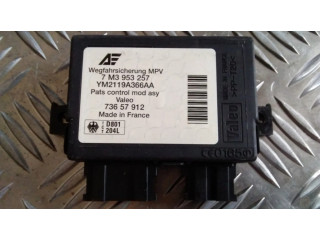 AE
Wegfahrsicherung MPV
7 M3 953 257
YM2119A366AA
Pats control mod asy
Valeo
736 57 912
Made in France
D801
204L
Valeo